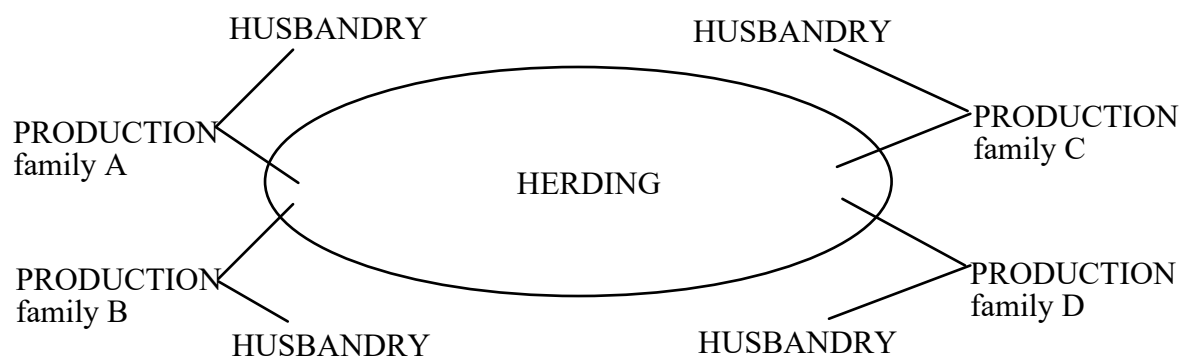 HUSBANDRY
HUSBANDRY
PRODUCTION
family A
PRODUCTION
family C
HERDING
PRODUCTION
family B
PRODUCTION
family D
HUSBANDRY
HUSBANDRY